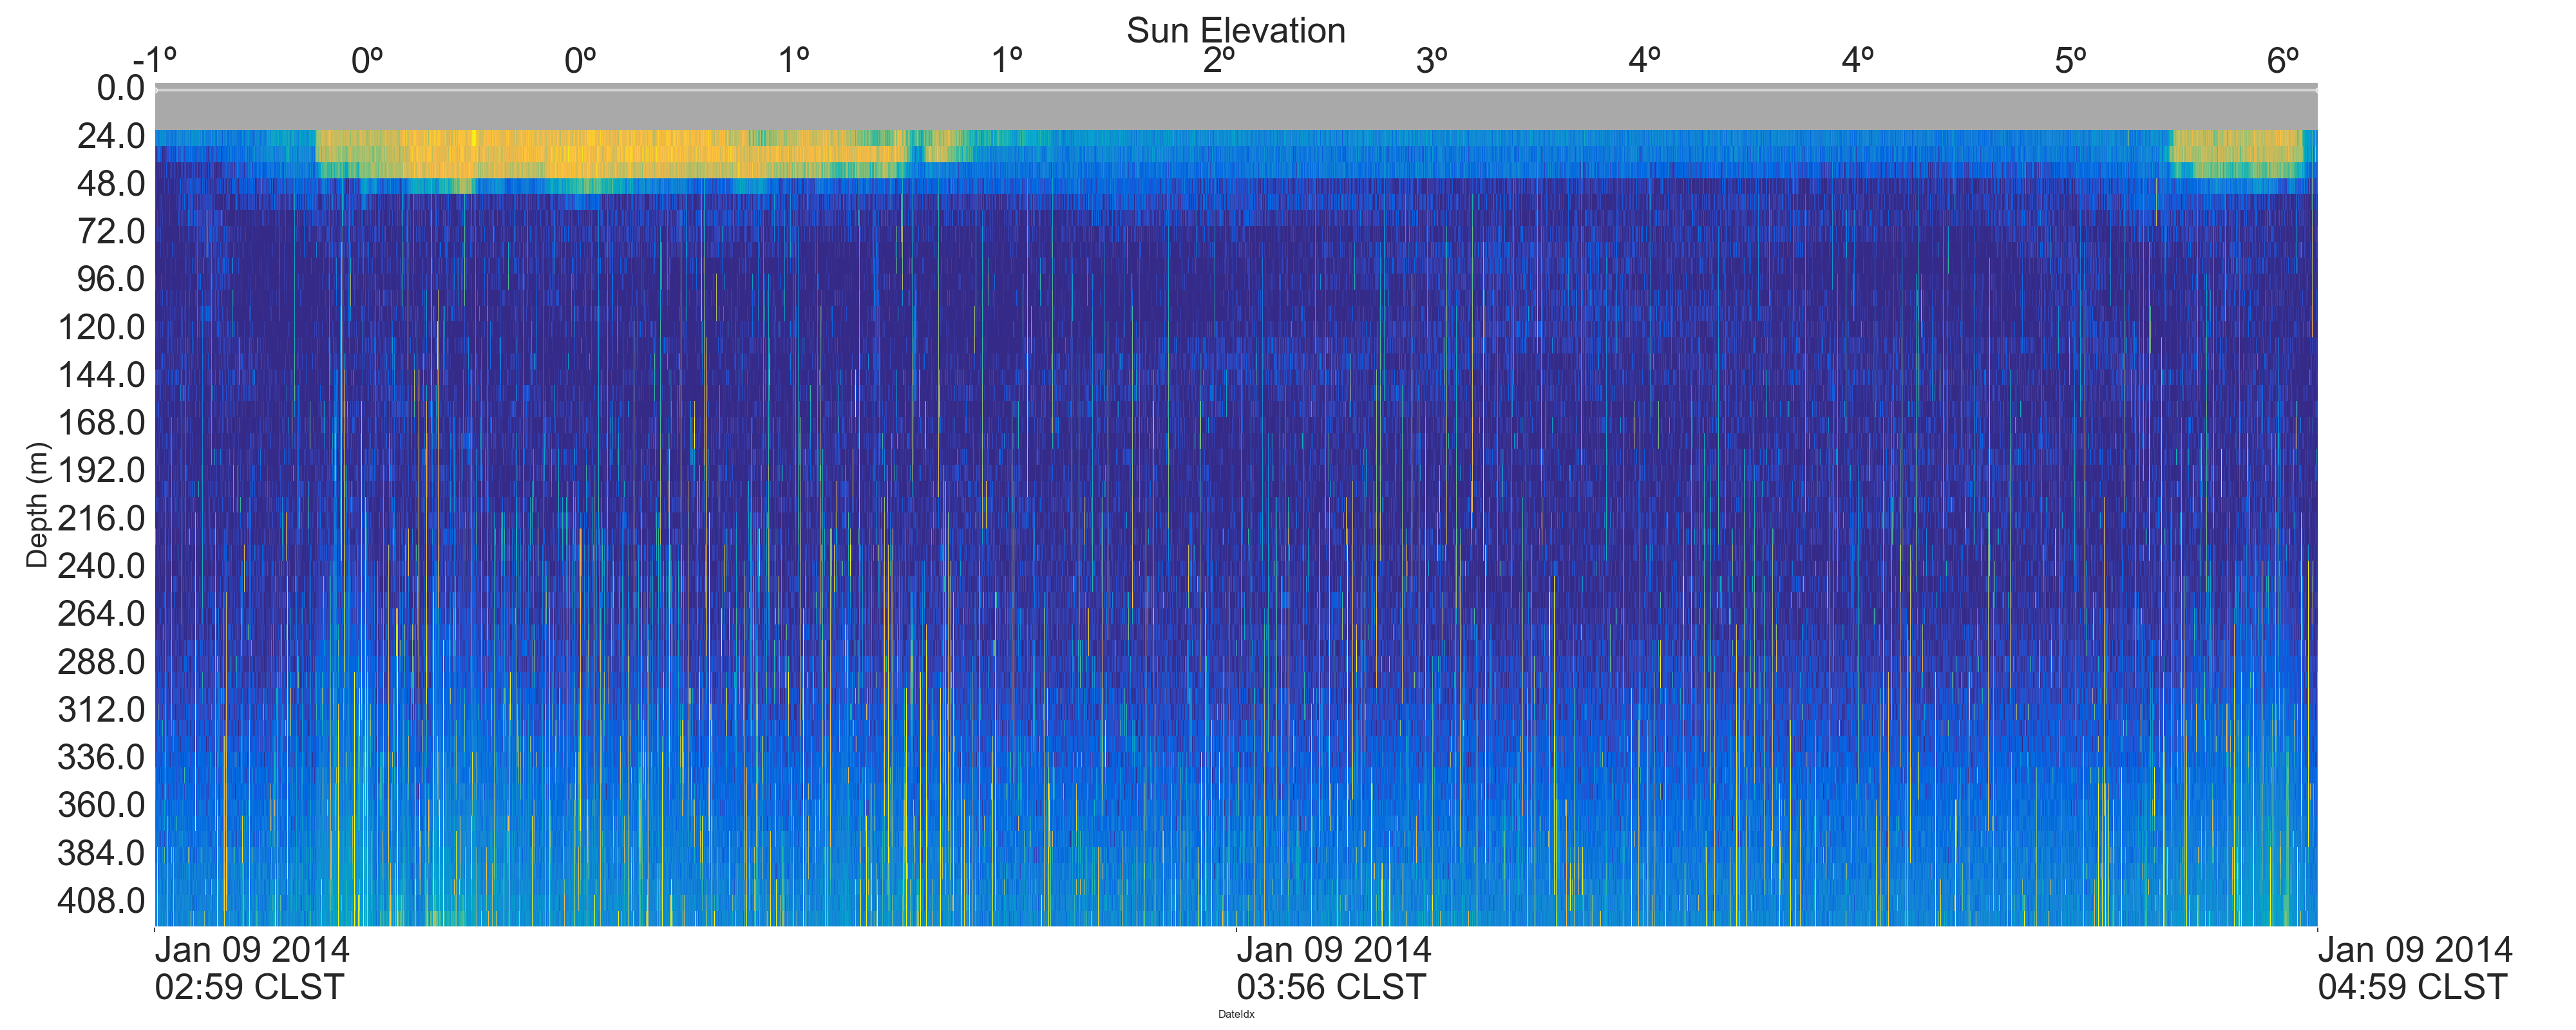 Sun Elevation
-1º 0º 0º 1º 1º 2º 3º 4º 4º 5º 6º
0.0
24.0
48.0
72.0
96.0
120.0
144.0
168.0
192.0
216.0
240.0
264.0
288.0
312.0
336.0
360.0
384.0
408.0
Depth (m)
Jan 09 2014
02:59 CLST
Jan 09 2014
03:56 CLST
Jan 09 2014
04:59 CLST
DateIdx